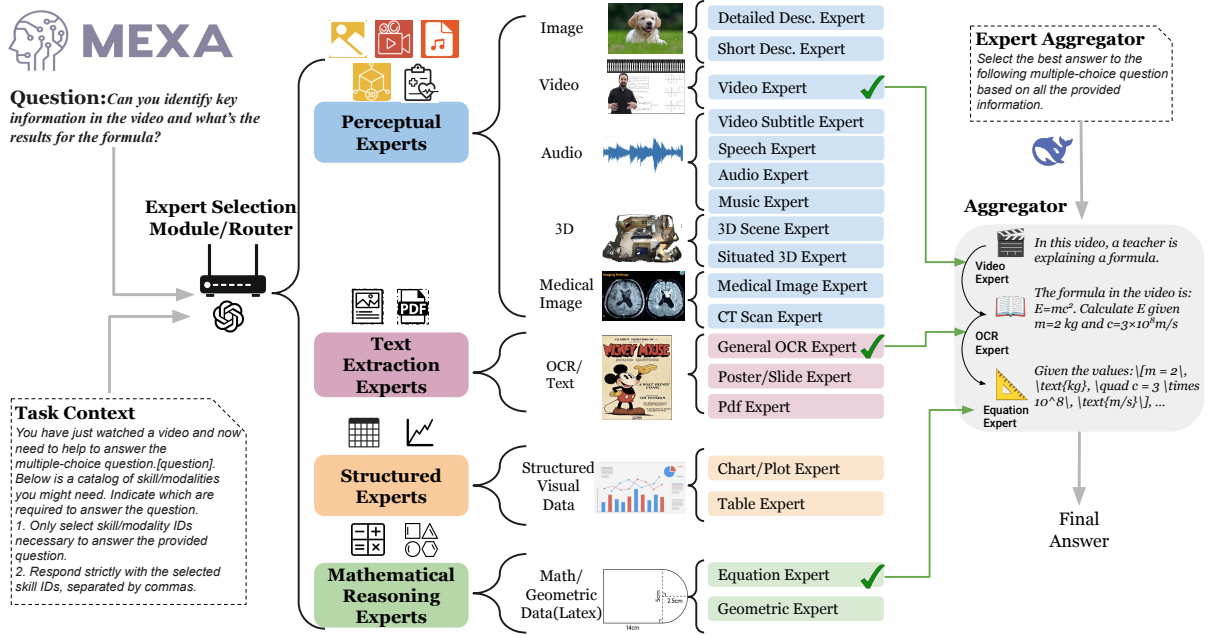 MEXA
Question:Can you identify key
information in the video and what's the
results for the formula?
Expert Selection
Module/Router
Task Context
You have just watched a video and now
need to help to answer the
multiple-choice question.[question].
Below is a catalog of skill/modalities
you might need. Indicate which are
required to answer the question.
1. Only select skill/modality IDs
necessary to answer the provided
question.
2. Respond strictly with the selected
skill IDs, separated by commas.
3D
Perceptual
Experts
PDF
Text
Extraction
Experts
Structured
Experts
Mathematical
Reasoning
Experts
Image
Video
Audio
3D
Medical
Image
OCR/
Text
Structured
Visual
Data
Math/
Geometric
Data(Latex)
MICKEY MOUSE
5cm
2.5cm
14cm
Detailed Desc. Expert
Short Desc. Expert
Video Expert
Video Subtitle Expert
Speech Expert
Audio Expert
Music Expert
3D Scene Expert
Situated 3D Expert
Medical Image Expert
CT Scan Expert
General OCR Expert
Poster/Slide Expert
Pdf Expert
Chart/Plot Expert
Table Expert
Equation Expert
Geometric Expert
Expert Aggregator
Select the best answer to the
following multiple-choice question
based on all the provided
information.
Aggregator
Video
Expert
In this video, a teacher is
explaining a formula.
OCR
Expert
The formula in the video is:
E=mc². Calculate E given
m=2 kg and c=3×10⁸m/s
Equation
Expert
Given the values:\[m = 2\,
\text{kg}, \quad c = 3 \times
10^8\, \text{m/s}\], ...
Final
Answer